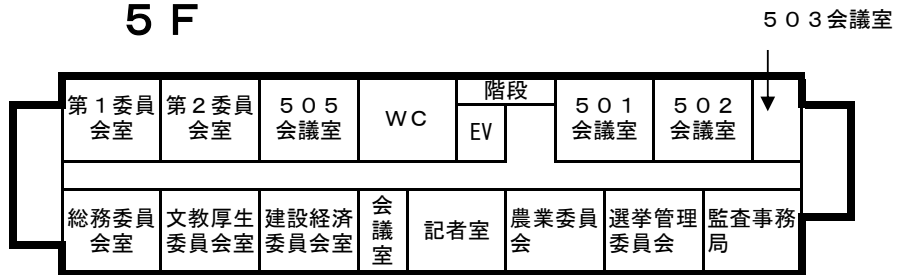 ５Ｆ
５０３会議室
第１委員
会室
第２委員
会室
５０５
会議室
ＷＣ
階段
EV
５０１
会議室
５０２
会議室
総務委員
会室
文教厚生
委員会室
建設経済
委員会室
会
議
室
記者室
農業委員
会
選挙管理
委員会
監査事務
局